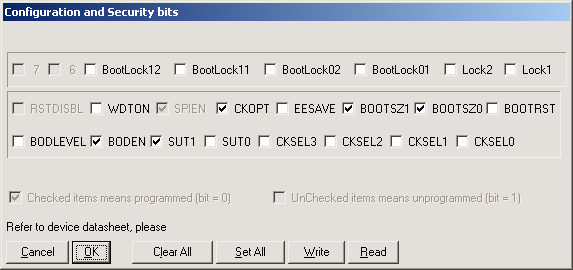 Configuration and Security bits
7 6 BootLock12 BootLock11 BootLock02 BootLock01 Lock2 Lock1
RSTDISBL WDTON SPIEN CKOPT EESAVE BOOTSZ1 BOOTSZ0 BOOTRST
BODLEVEL BODEN SUT1 SUT0 CKSEL3 CKSEL2 CKSEL1 CKSEL0
Checked items means programmed (bit = 0) UnChecked items means unprogrammed (bit = 1)
Refer to device datasheet, please
Cancel OK Clear All Set All Write Read